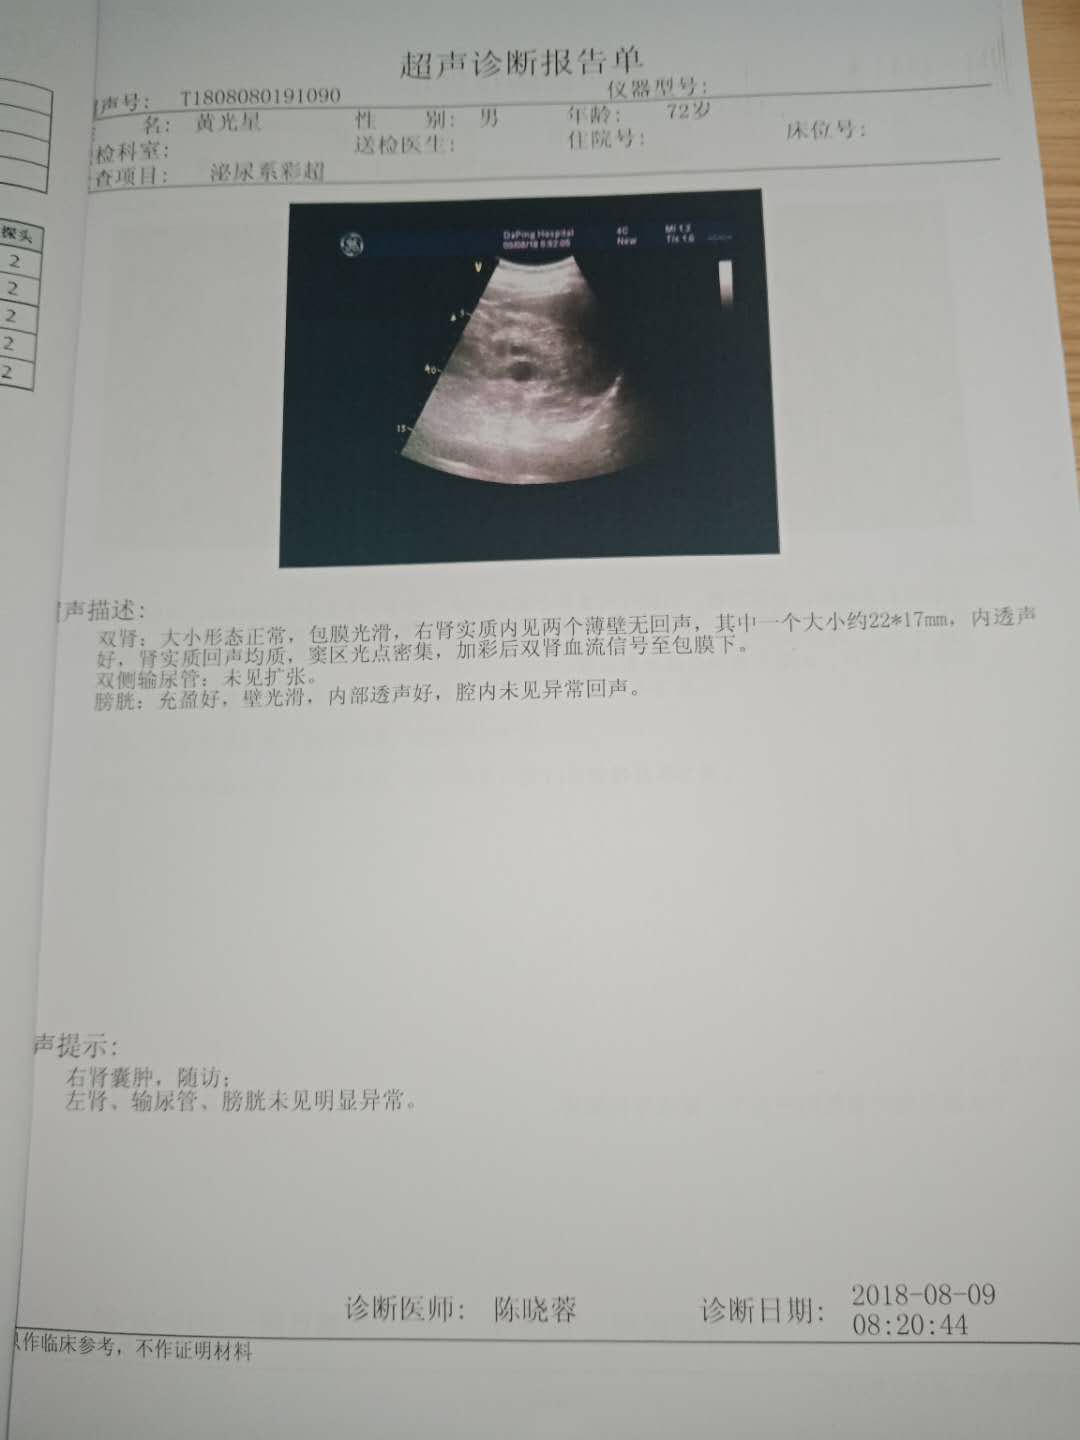 超声诊断报告单
声号: T1808080191090 仪器型号:
名: 黄光星 性 别: 男 年龄: 72岁 床位号:
检科室: 送检医生: 住院号:
查项目: 泌尿系彩超
探头
2
2
2
2
2
DaPing Hospital 4C MI 1.3
New TIs 1.6
V
5
10
15
声描述:
双肾: 大小形态正常, 包膜光滑, 右肾实质内见两个薄壁无回声, 其中一个大小约22*17mm, 内透声
好, 肾实质回声均质, 窦区光点密集, 加彩后双肾血流信号至包膜下。
双侧输尿管: 未见扩张。
膀胱: 充盈好, 壁光滑, 内部透声好, 腔内未见异常回声。
声提示:
右肾囊肿, 随访;
左肾、输尿管、膀胱未见明显异常。
诊断医师: 陈晓蓉 诊断日期: 2018-08-09
08:20:44
作临床参考, 不作证明材料